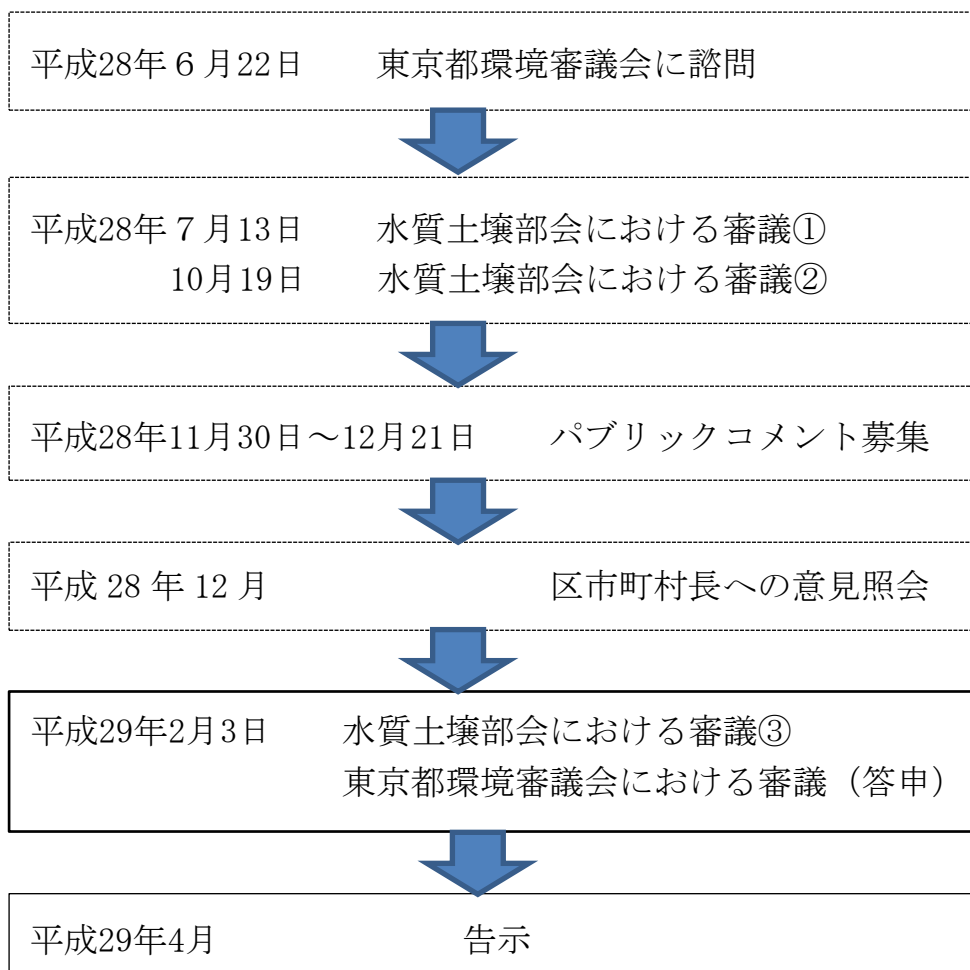 平成28年６月22日　　東京都環境審議会に諮問
平成28年７月13日　　水質土壌部会における審議①
10月19日　　水質土壌部会における審議②
平成28年11月30日～12月21日　　パブリックコメント募集
平成 28 年 12 月　　区市町村長への意見照会
平成29年2月3日　　水質土壌部会における審議③
東京都環境審議会における審議（答申）
平成29年4月　　告示